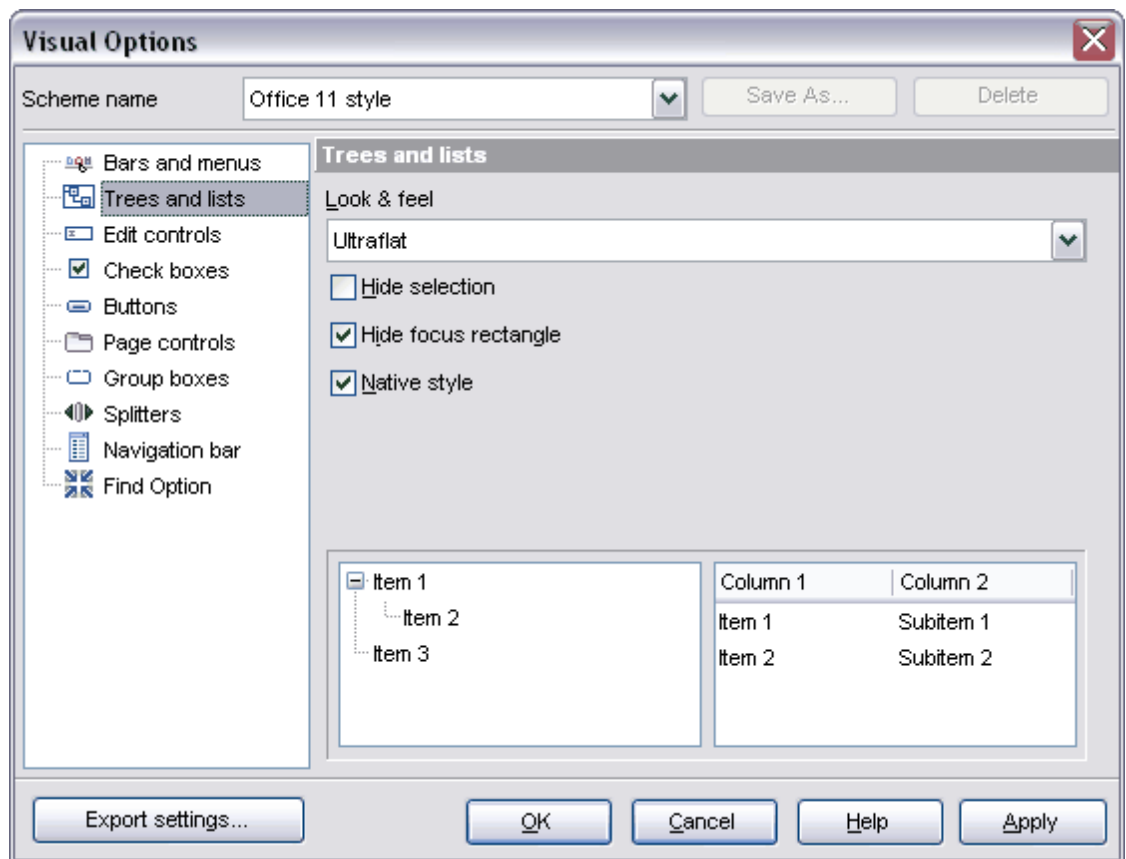 Visual Options
Scheme name Office 11 style Save As... Delete
Bars and menus
Trees and lists
Edit controls
Check boxes
Buttons
Page controls
Group boxes
Splitters
Navigation bar
Find Option
Trees and lists
Look & feel
Ultraflat
Hide selection
Hide focus rectangle
Native style
Item 1
Item 2
Item 3
Column 1 Column 2
Item 1 Subitem 1
Item 2 Subitem 2
Export settings... OK Cancel Help Apply